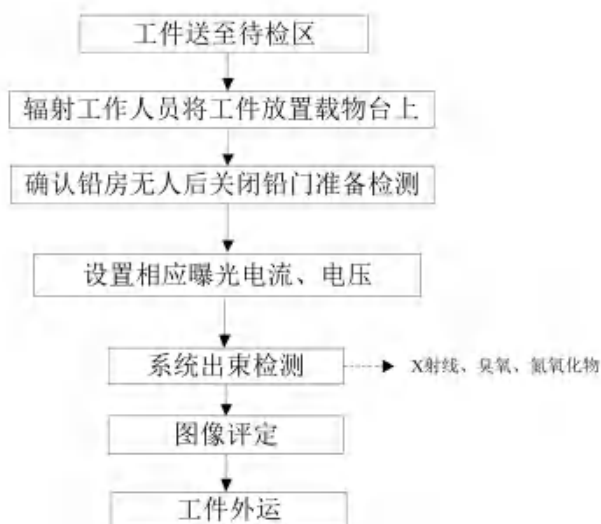 工件送至待检区
辐射工作人员将工件放置载物台上
确认铅房无人后关闭铅门准备检测
设置相应曝光电流、电压
系统出束检测
X射线、臭氧、氮氧化物
图像评定
工件外运